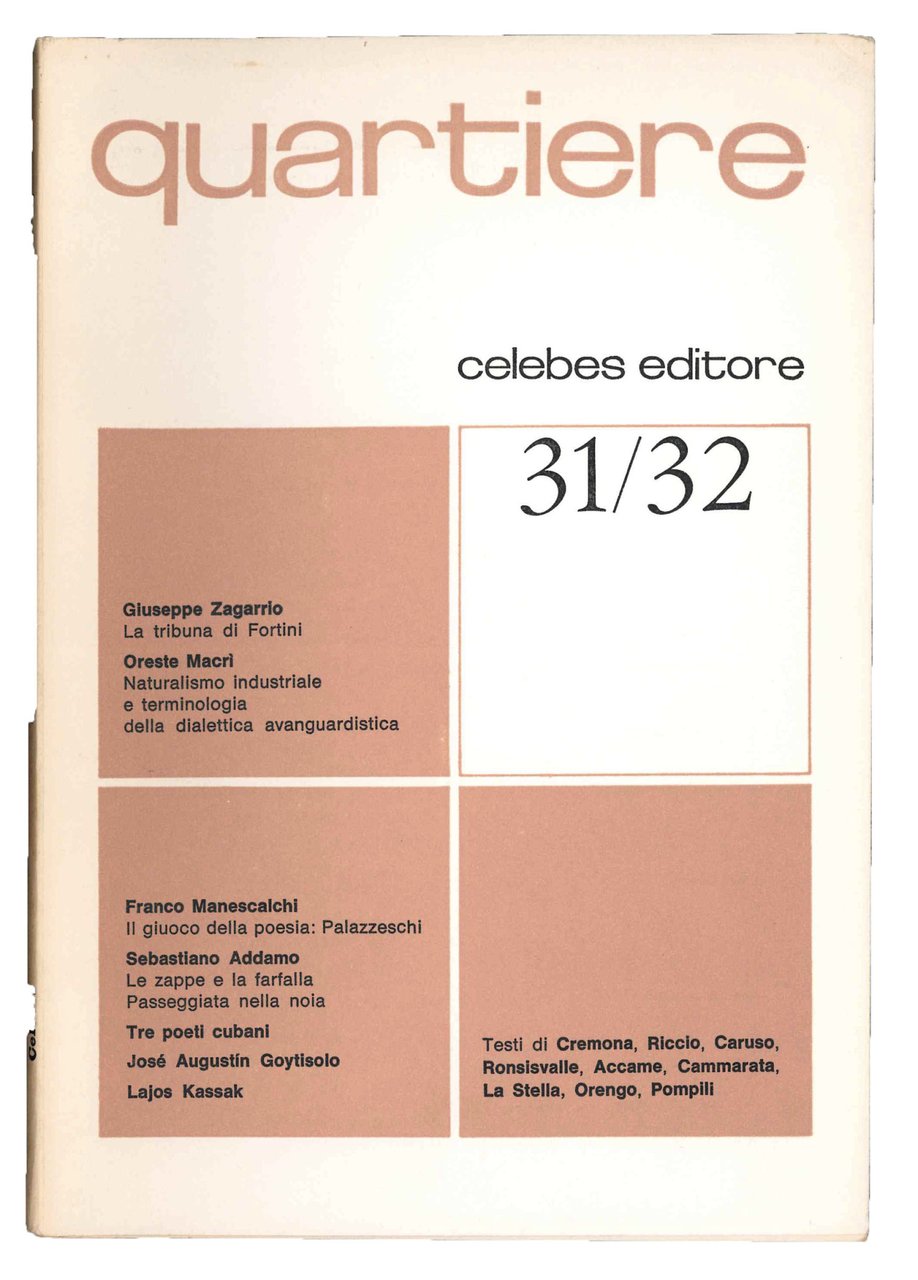 quartiere
celebes editore
31/32
Giuseppe Zagarrio
La tribuna di Fortini
Oreste Macrì
Naturalismo industriale
e terminologia
della dialettica avanguardistica
Franco Manescalchi
Il giuoco della poesia: Palazzeschi
Sebastiano Addamo
Le zappe e la farfalla
Passeggiata nella noia
Tre poeti cubani
José Augustín Goytisolo
Lajos Kassak
Testi di Cremona, Riccio, Caruso,
Ronsisvalle, Accame, Cammarata,
La Stella, Orengo, Pompili